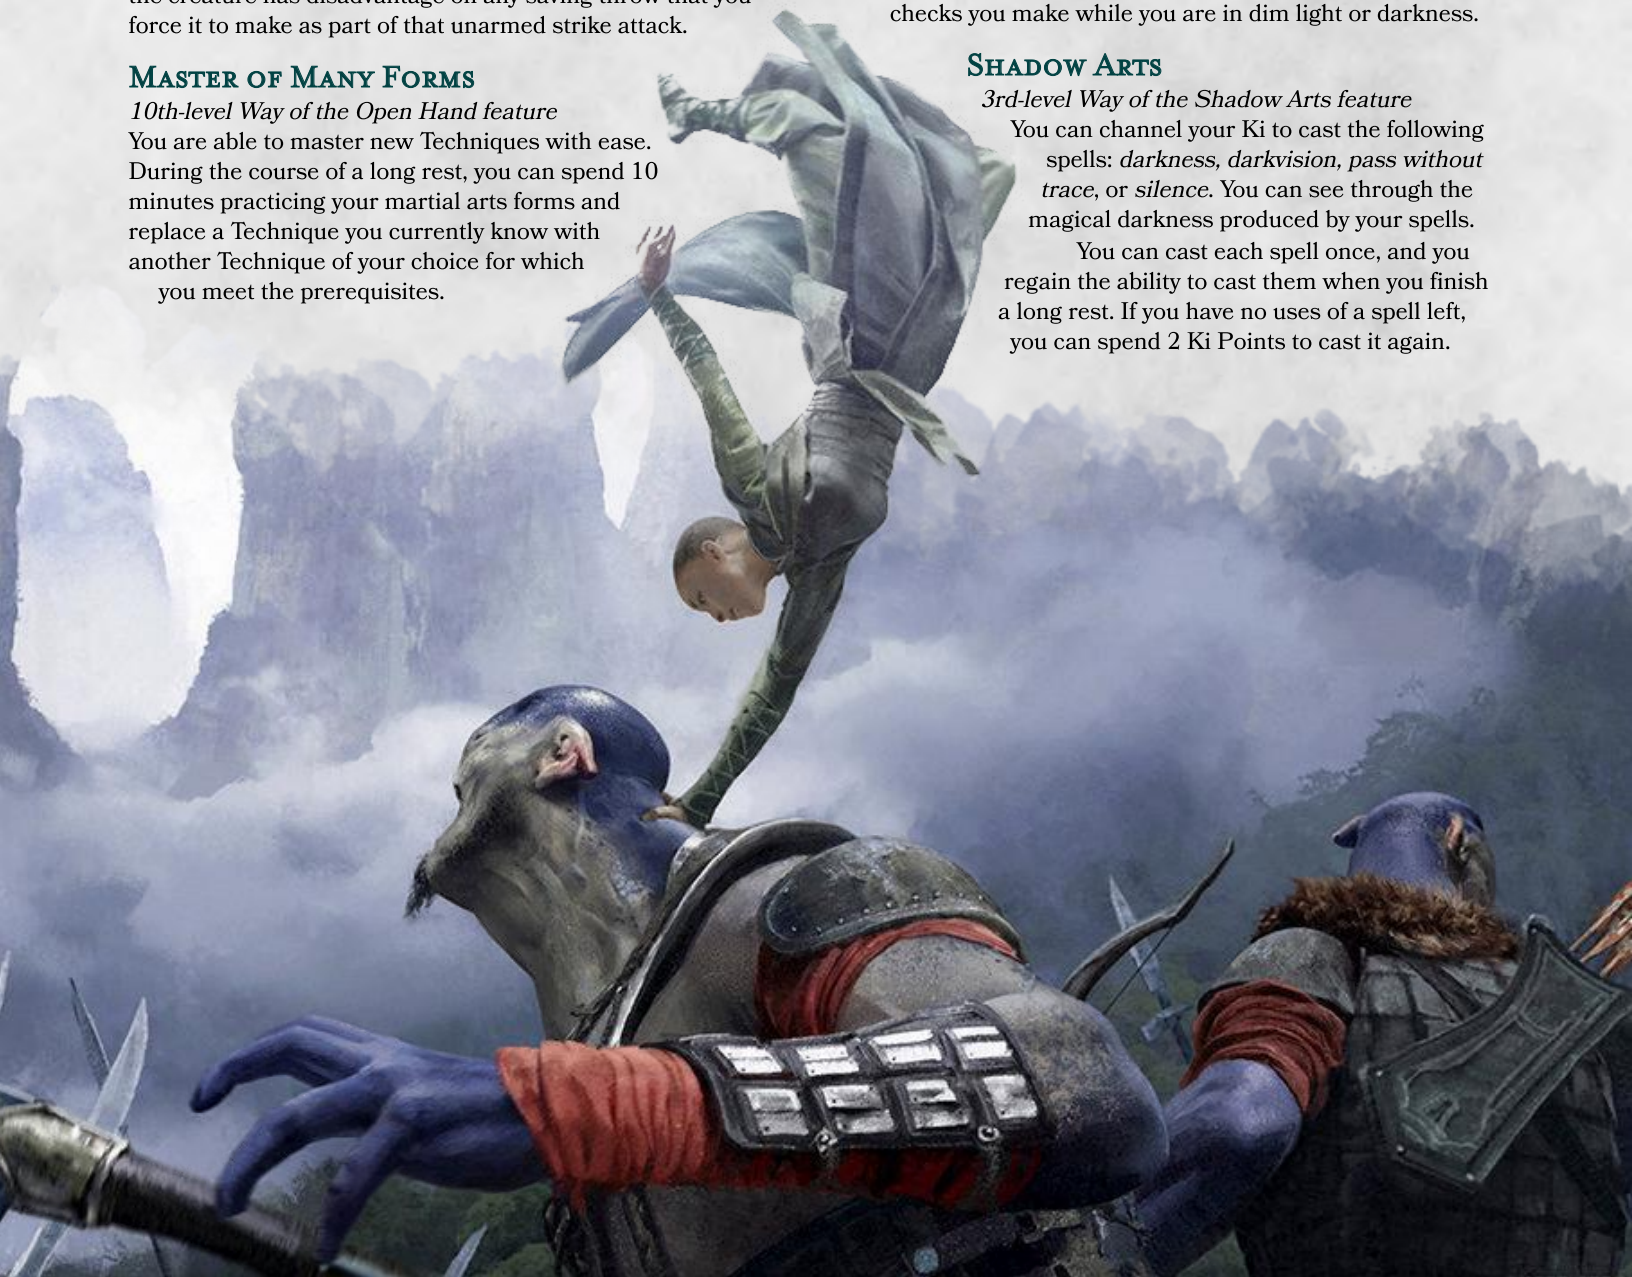 force it to make as part of that unarmed strike attack.
Master of Many Forms
10th-level Way of the Open Hand feature
You are able to master new Techniques with ease.
During the course of a long rest, you can spend 10
minutes practicing your martial arts forms and
replace a Technique you currently know with
another Technique of your choice for which
you meet the prerequisites.
checks you make while you are in dim light or darkness.
Shadow Arts
3rd-level Way of the Shadow Arts feature
You can channel your Ki to cast the following
spells: darkness, darkvision, pass without
trace, or silence. You can see through the
magical darkness produced by your spells.
You can cast each spell once, and you
regain the ability to cast them when you finish
a long rest. If you have no uses of a spell left,
you can spend 2 Ki Points to cast it again.